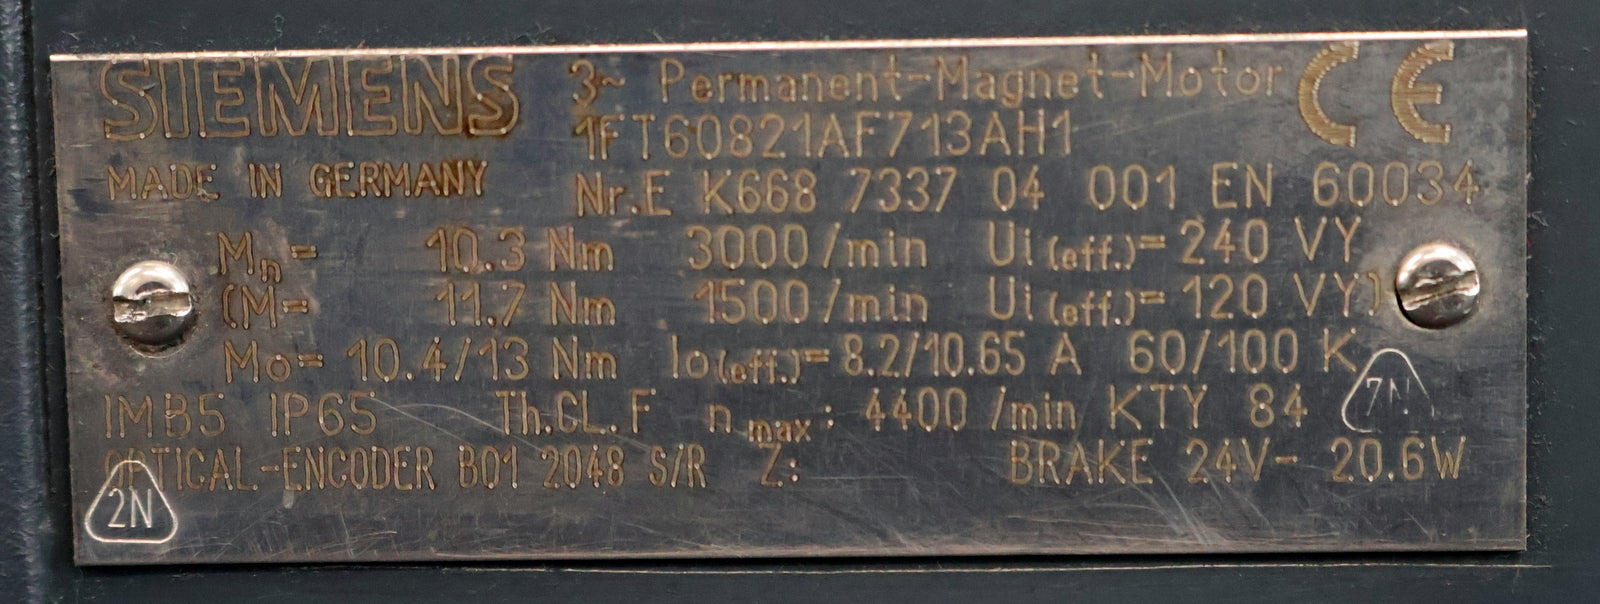 SIEMENS 3~ Permanent-Magnet-Motor CE
1FT60821AF713AH1
MADE IN GERMANY Nr.E K668 7337 04 001 EN 60034
Mn= 10.3 Nm 3000/min Ui(eff.)= 240 VY
(M= 11.7 Nm 1500/min Ui(eff.)= 120 VY)
Mo= 10.4/13 Nm Io(eff.)= 8.2/10.65 A 60/100 K
7N
IMB5 IP65 Th.CL.F n max: 4400 /min KTY 84
OPTICAL-ENCODER B01 2048 S/R Z: BRAKE 24V- 20.6W
2N